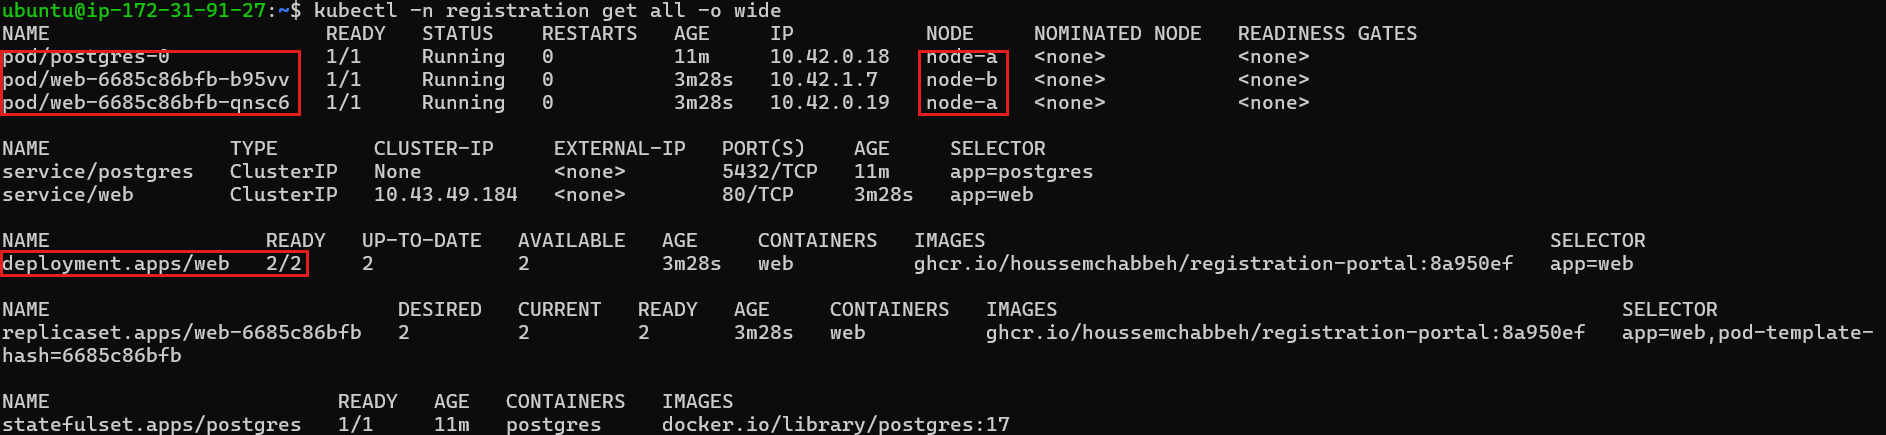 ubuntu@ip-172-31-91-27:~$ kubectl -n registration get all -o wide
NAME                       READY   STATUS    RESTARTS   AGE     IP           NODE     NOMINATED NODE   READINESS GATES
pod/postgres-0             1/1     Running   0          11m     10.42.0.18   node-a   <none>           <none>
pod/web-6685c86bfb-b95vv   1/1     Running   0          3m28s   10.42.1.7    node-b   <none>           <none>
pod/web-6685c86bfb-qnsc6   1/1     Running   0          3m28s   10.42.0.19   node-a   <none>           <none>
NAME               TYPE        CLUSTER-IP     EXTERNAL-IP   PORT(S)    AGE     SELECTOR
service/postgres   ClusterIP   None           <none>        5432/TCP   11m     app=postgres
service/web        ClusterIP   10.43.49.184   <none>        80/TCP     3m28s   app=web
NAME                  READY   UP-TO-DATE   AVAILABLE   AGE     CONTAINERS   IMAGES                                               SELECTOR
deployment.apps/web   2/2     2            2           3m28s   web          ghcr.io/houssemchabbeh/registration-portal:8a950ef   app=web
NAME                             DESIRED   CURRENT   READY   AGE     CONTAINERS   IMAGES                                               SELECTOR
replicaset.apps/web-6685c86bfb   2         2         2       3m28s   web          ghcr.io/houssemchabbeh/registration-portal:8a950ef   app=web,pod-template-
hash=6685c86bfb
NAME                        READY   AGE   CONTAINERS   IMAGES
statefulset.apps/postgres   1/1     11m   postgres     docker.io/library/postgres:17